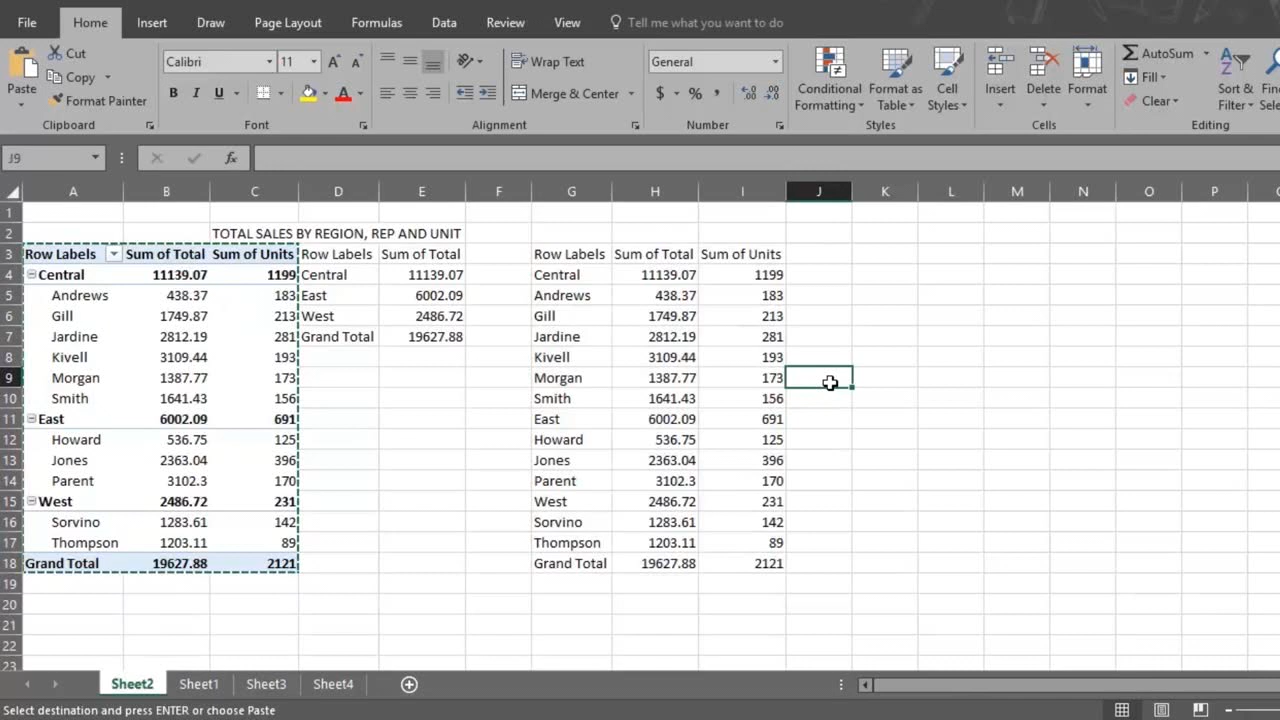 File Home Insert Draw Page Layout Formulas Data Review View Tell me what you want to do
Paste Cut Copy Format Painter Clipboard
Calibri 11 A A B I U A Font
Wrap Text Merge & Center Alignment
General $ % , Number
Conditional Formatting Format as Table Cell Styles Styles
Insert Delete Format Cells
AutoSum Fill Clear Sort & Filter Editing
J9 fx
A B C D E F G H I J K L M N O P
1
2 TOTAL SALES BY REGION, REP AND UNIT
3 Row Labels Sum of Total Sum of Units Row Labels Sum of Total Row Labels Sum of Total Sum of Units
4 Central 11139.07 1199 Central 11139.07 Central 11139.07 1199
5 Andrews 438.37 183 East 6002.09 Andrews 438.37 183
6 Gill 1749.87 213 West 2486.72 Gill 1749.87 213
7 Jardine 2812.19 281 Grand Total 19627.88 Jardine 2812.19 281
8 Kivell 3109.44 193 Kivell 3109.44 193
9 Morgan 1387.77 173 Morgan 1387.77 173
10 Smith 1641.43 156 Smith 1641.43 156
11 East 6002.09 691 East 6002.09 691
12 Howard 536.75 125 Howard 536.75 125
13 Jones 2363.04 396 Jones 2363.04 396
14 Parent 3102.3 170 Parent 3102.3 170
15 West 2486.72 231 West 2486.72 231
16 Sorvino 1283.61 142 Sorvino 1283.61 142
17 Thompson 1203.11 89 Thompson 1203.11 89
18 Grand Total 19627.88 2121 Grand Total 19627.88 2121
19
20
21
22
23
Sheet2 Sheet1 Sheet3 Sheet4
Select destination and press ENTER or choose Paste